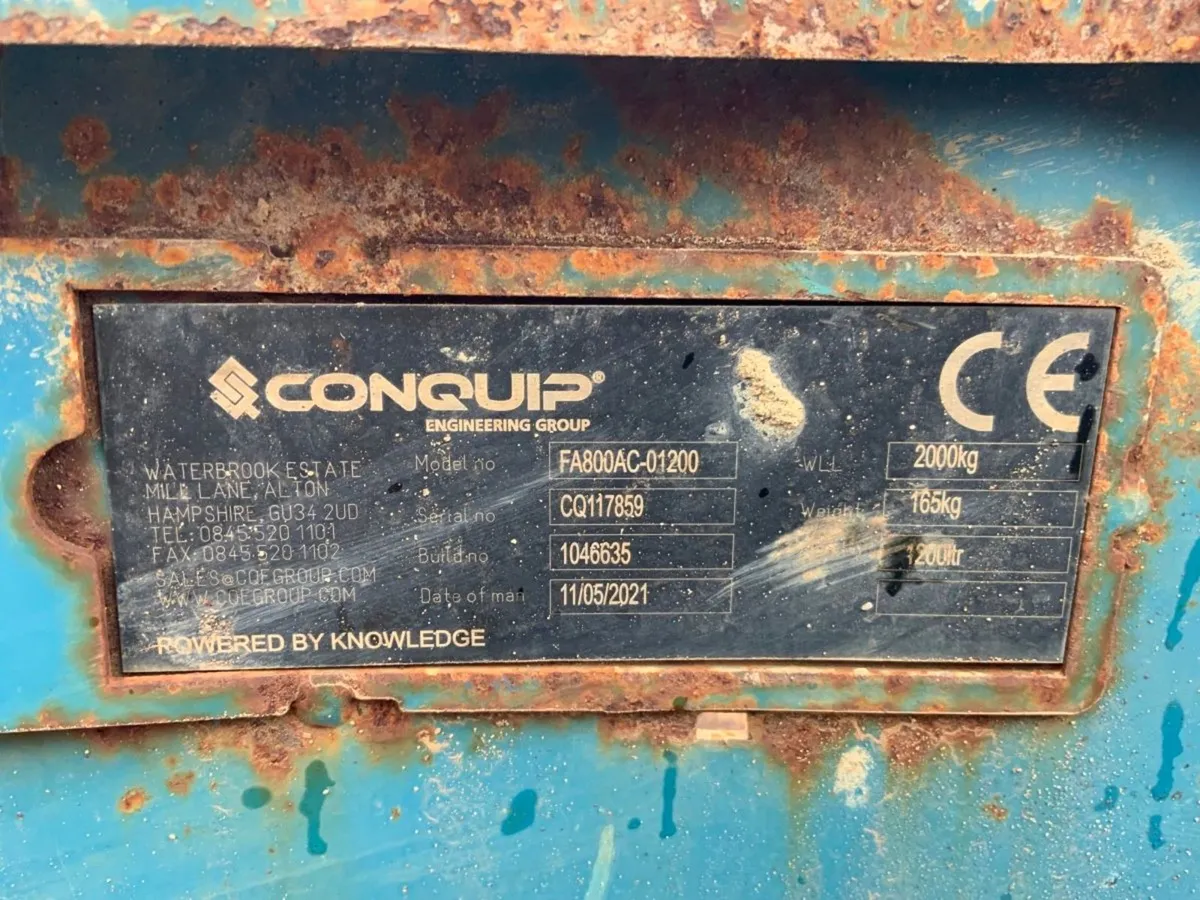 CONQUIP®
ENGINEERING GROUP
CE
WATERBROOK ESTATE
MILL LANE, ALTON
HAMPSHIRE, GU34 2UD
TEL: 0845 520 1101
FAX: 0845 520 1102
SALES@CQEGROUP.COM
WWW.CQEGROUP.COM
POWERED BY KNOWLEDGE
Model no FA800AC-01200
Serial no CQ117859
Build no 1046635
Date of man 11/05/2021
WLL 2000kg
Weight 165kg
1200ltr